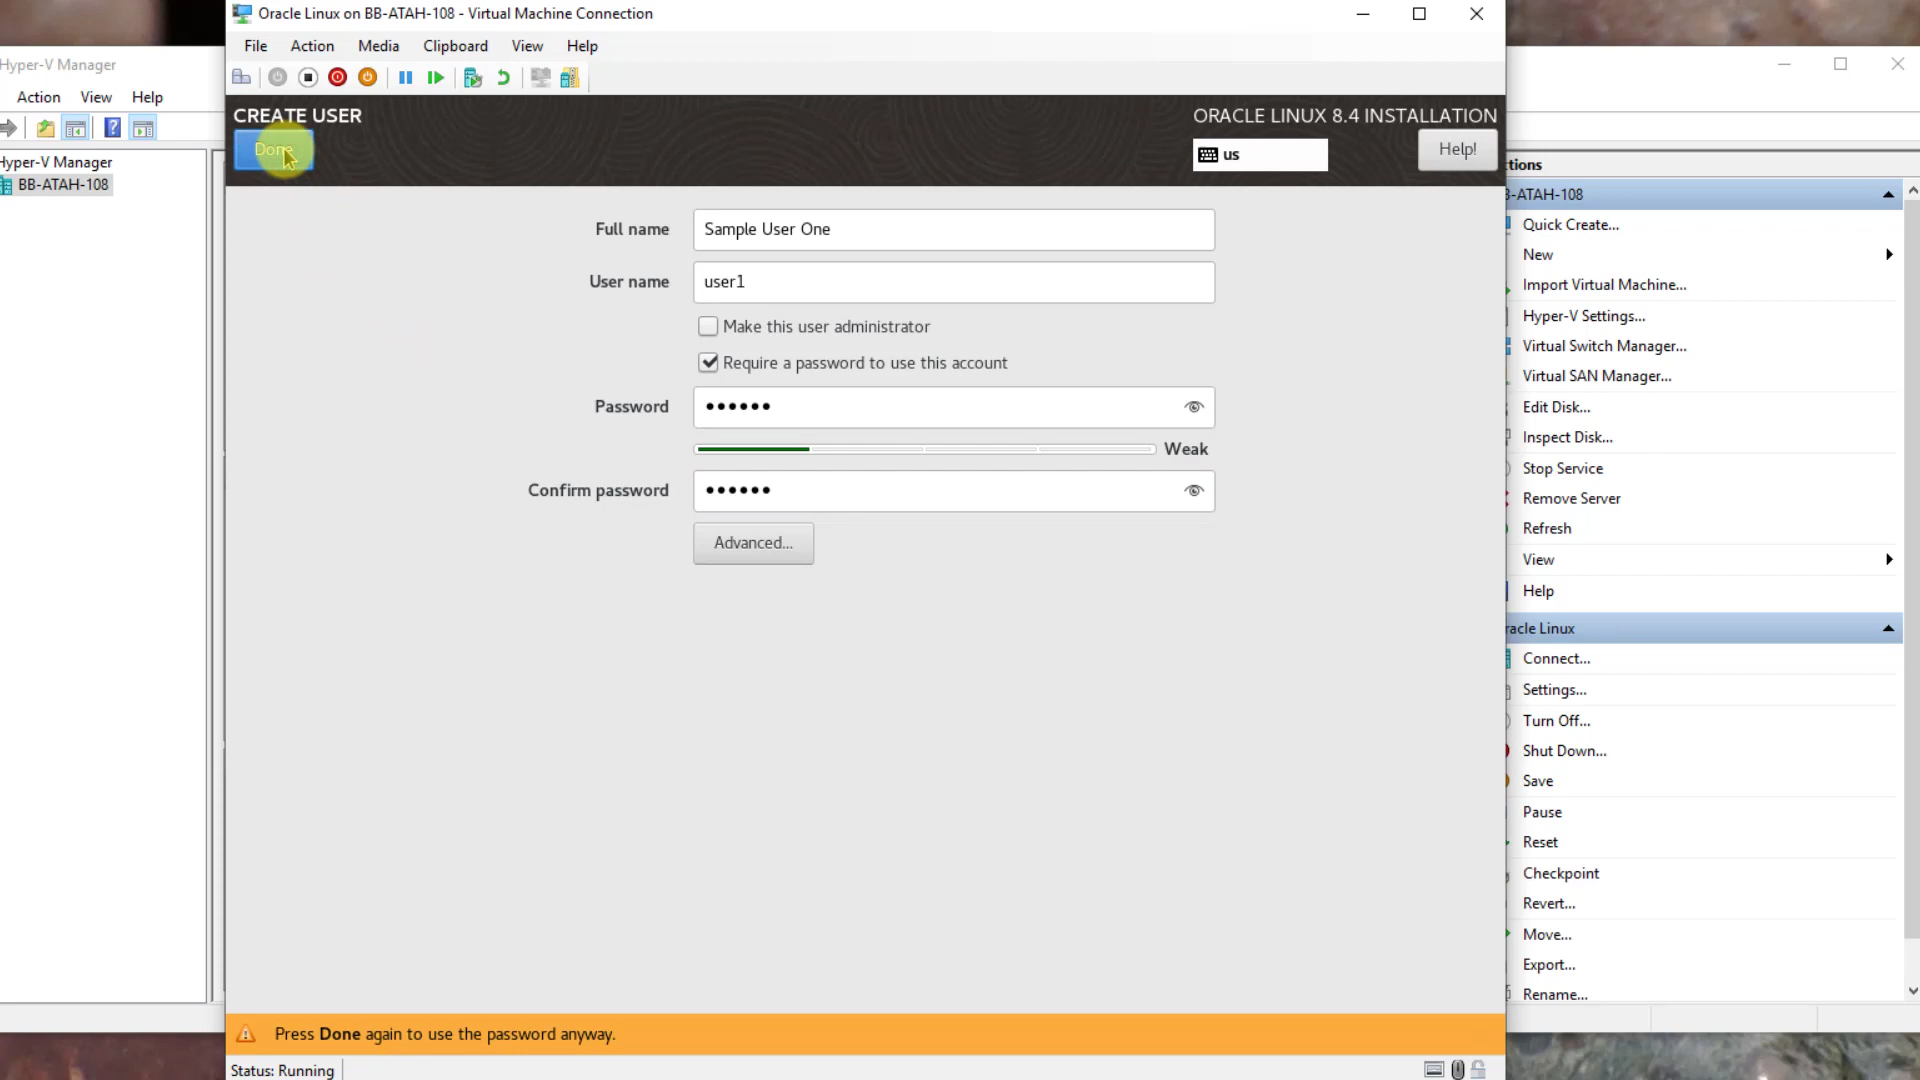 Oracle Linux on BB-ATAH-108 - Virtual Machine Connection
File Action Media Clipboard View Help
Hyper-V Manager
Action View Help
Hyper-V Manager
BB-ATAH-108
CREATE USER
Done
ORACLE LINUX 8.4 INSTALLATION
us
Help!
Full name
Sample User One
User name
user1
Make this user administrator
Require a password to use this account
Password
••••••
Weak
Confirm password
••••••
Advanced...
Press Done again to use the password anyway.
Status: Running
tions
B-ATAH-108
Quick Create...
New
Import Virtual Machine...
Hyper-V Settings...
Virtual Switch Manager...
Virtual SAN Manager...
Edit Disk...
Inspect Disk...
Stop Service
Remove Server
Refresh
View
Help
racle Linux
Connect...
Settings...
Turn Off...
Shut Down...
Save
Pause
Reset
Checkpoint
Revert...
Move...
Export...
Rename...